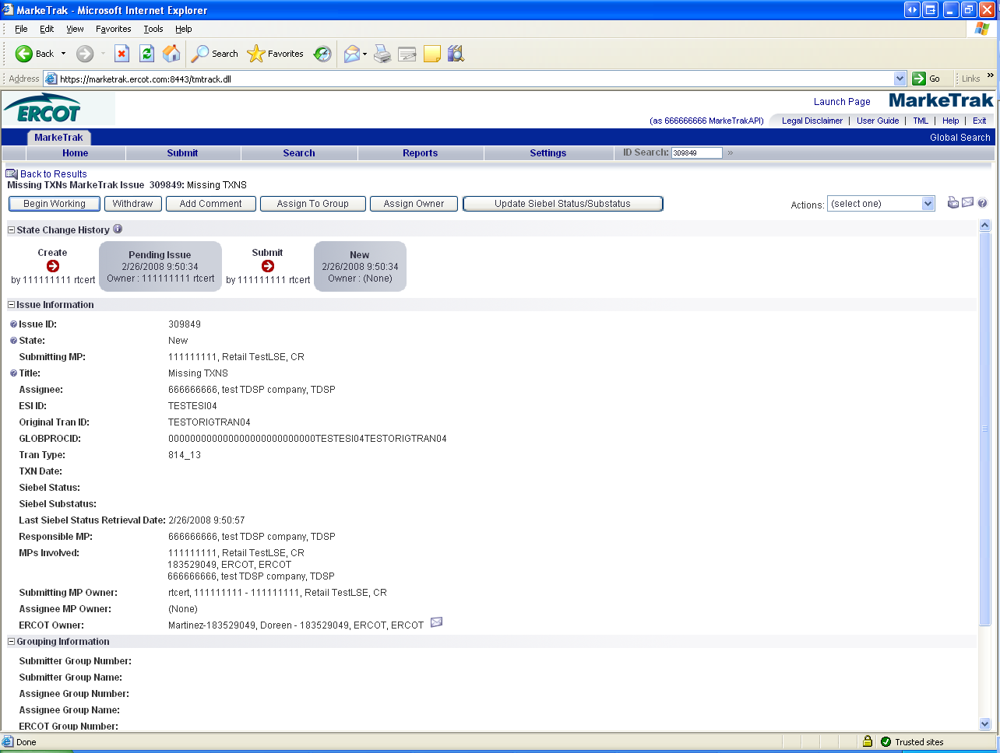 MarkeTrak - Microsoft Internet Explorer
File Edit View Favorites Tools Help
Back Search Favorites
Address https://marketrak.ercot.com:8443/tmtrack.dll Go Links »
ERCOT
Launch Page MarkeTrak
(as 666666666 MarkeTrakAPI) Legal Disclaimer | User Guide | TML | Help | Exit
MarkeTrak Global Search
Home Submit Search Reports Settings ID Search: 309849 »
Back to Results
Missing TXNs MarkeTrak Issue 309849: Missing TXNS
Begin Working Withdraw Add Comment Assign To Group Assign Owner Update Siebel Status/Substatus Actions: (select one)
State Change History
Create
by 111111111 rtcert
Pending Issue
2/26/2008 9:50:34
Owner : 111111111 rtcert
Submit
by 111111111 rtcert
New
2/26/2008 9:50:34
Owner : (None)
Issue Information
Issue ID: 309849
State: New
Submitting MP: 111111111, Retail TestLSE, CR
Title: Missing TXNS
Assignee: 666666666, test TDSP company, TDSP
ESI ID: TESTESI04
Original Tran ID: TESTORIGTRAN04
GLOBPROCID: 000000000000000000000000000TESTESI04TESTORIGTRAN04
Tran Type: 814_13
TXN Date:
Siebel Status:
Siebel Substatus:
Last Siebel Status Retrieval Date: 2/26/2008 9:50:57
Responsible MP: 666666666, test TDSP company, TDSP
MPs Involved: 111111111, Retail TestLSE, CR
183529049, ERCOT, ERCOT
666666666, test TDSP company, TDSP
Submitting MP Owner: rtcert, 111111111 - 111111111, Retail TestLSE, CR
Assignee MP Owner: (None)
ERCOT Owner: Martinez-183529049, Doreen - 183529049, ERCOT, ERCOT
Grouping Information
Submitter Group Number:
Submitter Group Name:
Assignee Group Number:
Assignee Group Name:
ERCOT Group Number:
Done Trusted sites